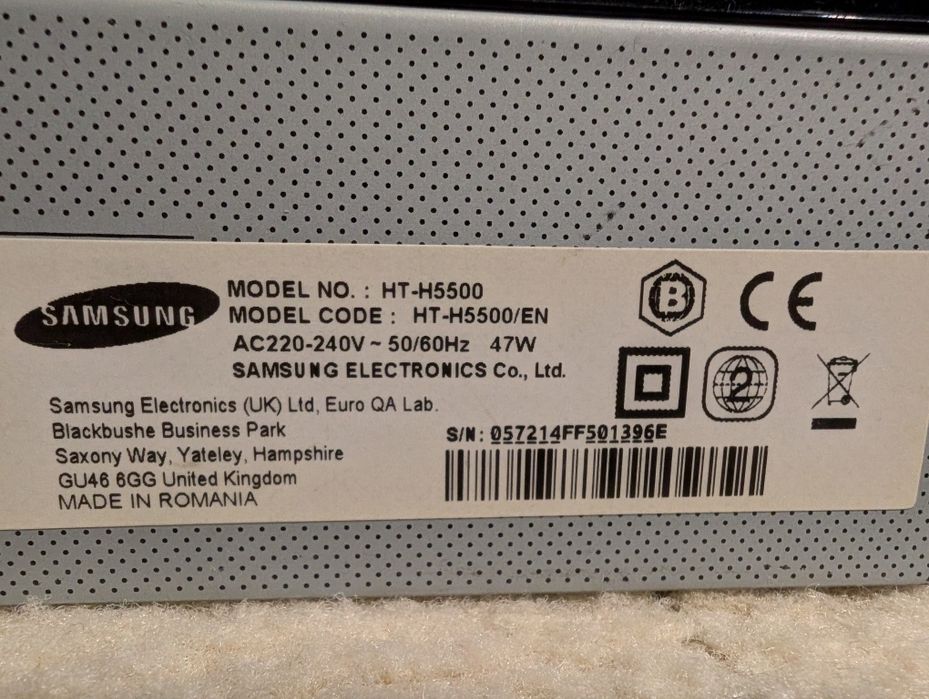 SAMSUNG
MODEL NO. : HT-H5500
MODEL CODE : HT-H5500/EN
AC220-240V ~ 50/60Hz 47W
SAMSUNG ELECTRONICS Co., Ltd.
B
CE
2
Samsung Electronics (UK) Ltd, Euro QA Lab.
Blackbushe Business Park
Saxony Way, Yateley, Hampshire
GU46 6GG United Kingdom
MADE IN ROMANIA
S/N: 057214FF501396E